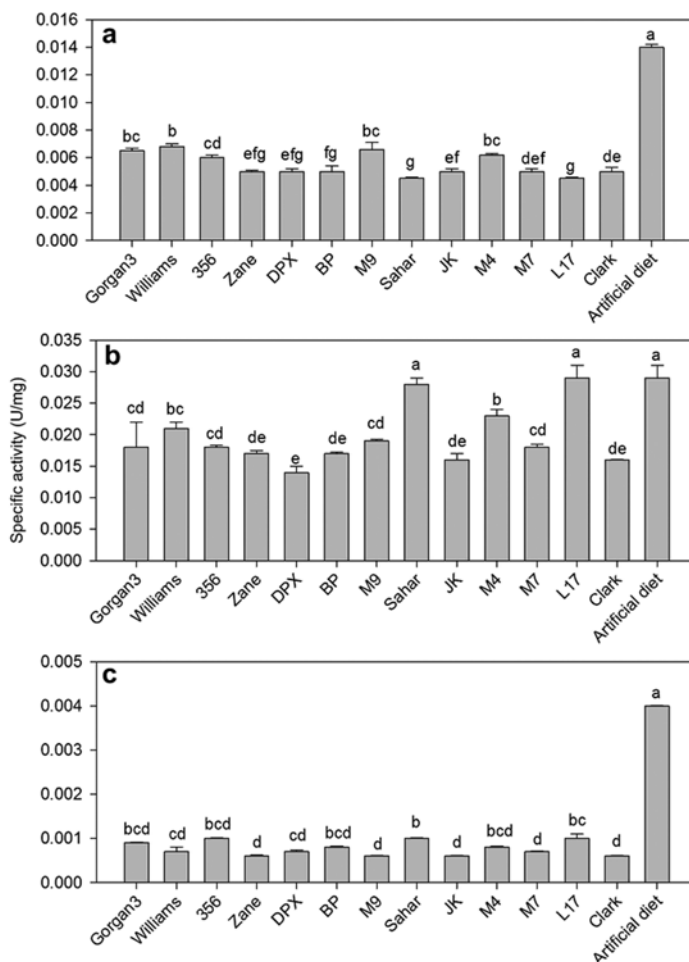 a
0.016
0.014
0.012
0.010
0.008
0.006
0.004
0.002
0.000
bc b cd efg efg fg bc g ef bc def g de a
Gorgan3 Williams 356 Zane DPX BP M9 Sahar JK M4 M7 L17 Clark Artificial diet
Specific activity (U/mg)
b
0.035
0.030
0.025
0.020
0.015
0.010
0.005
0.000
cd bc cd de e de cd a de b cd a de a
Gorgan3 Williams 356 Zane DPX BP M9 Sahar JK M4 M7 L17 Clark Artificial diet
c
0.005
0.004
0.003
0.002
0.001
0.000
bcd cd bcd d cd bcd d b d bcd d bc d a
Gorgan3 Williams 356 Zane DPX BP M9 Sahar JK M4 M7 L17 Clark Artificial diet